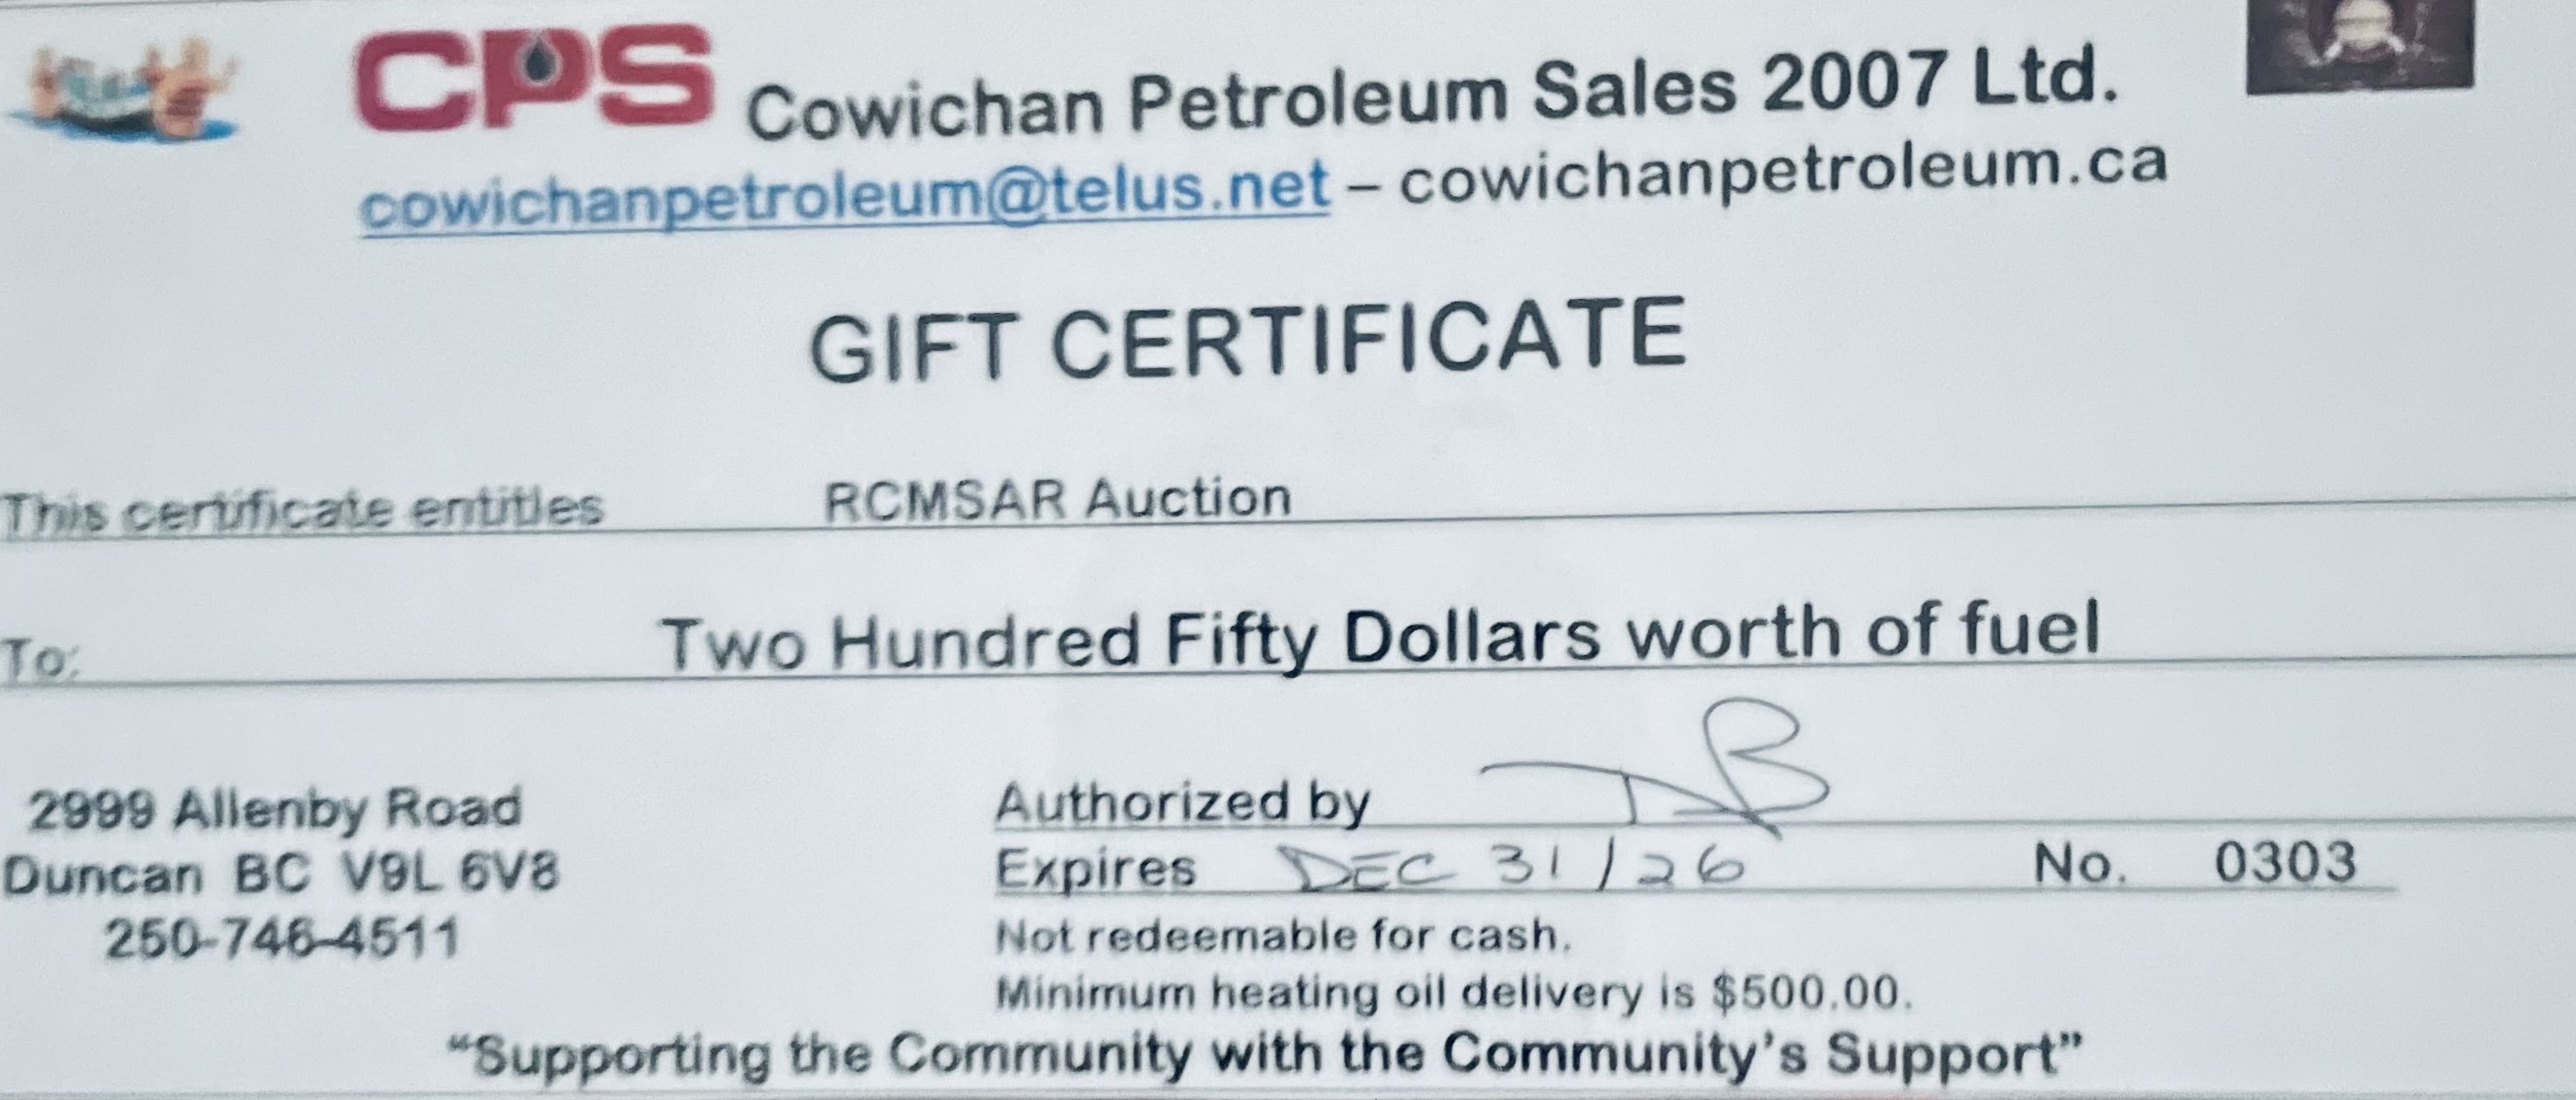 CPS Cowichan Petroleum Sales 2007 Ltd.
cowichanpetroleum@telus.net – cowichanpetroleum.ca
GIFT CERTIFICATE
This certificate entitles RCMSAR Auction
To: Two Hundred Fifty Dollars worth of fuel
2999 Allenby Road
Duncan BC V9L 6V8
250-746-4511
Authorized by
Expires DEC 31/26 No. 0303
Not redeemable for cash.
Minimum heating oil delivery is $500.00.
“Supporting the Community with the Community’s Support”